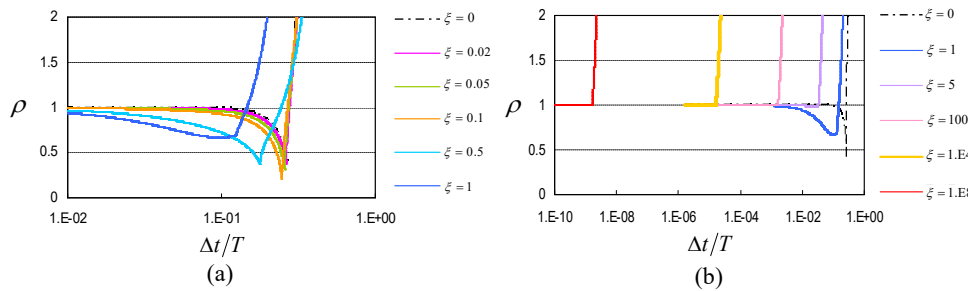 2
1.5
ρ 1
0.5
0
1.E-02 1.E-01 1.E+00
Δt/T
(a)
ξ = 0
ξ = 0.02
ξ = 0.05
ξ = 0.1
ξ = 0.5
ξ = 1
2
1.5
ρ 1
0.5
0
1.E-10 1.E-08 1.E-06 1.E-04 1.E-02 1.E+00
Δt/T
(b)
ξ = 0
ξ = 1
ξ = 5
ξ = 100
ξ = 1.E4
ξ = 1.E8